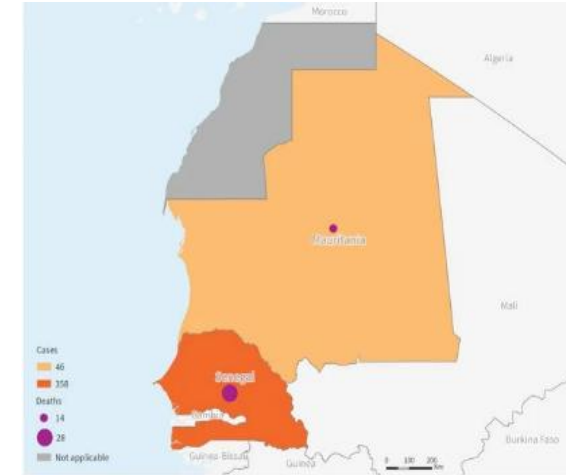 Morocco
Algeria
Mauritania
Mali
Senegal
Gambia
Guinea-Bissau
Guinea
Burkina Faso
Cases
46
358
Deaths
14
28
Not applicable
0 100 200
Km